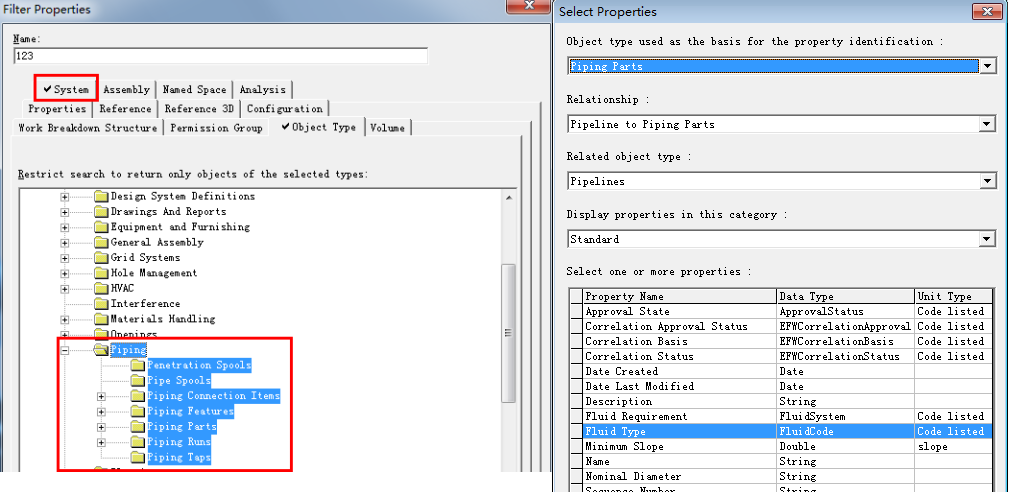 Filter Properties
Name:
123
System Assembly Named Space Analysis
Properties Reference Reference 3D Configuration
Work Breakdown Structure Permission Group Object Type Volume
Restrict search to return only objects of the selected types:
Design System Definitions
Drawings And Reports
Equipment and Furnishing
General Assembly
Grid Systems
Hole Management
HVAC
Interference
Materials Handling
Openings
Piping
Penetration Spools
Pipe Spools
Piping Connection Items
Piping Features
Piping Parts
Piping Runs
Piping Taps
Select Properties
Object type used as the basis for the property identification :
Piping Parts
Relationship :
Pipeline to Piping Parts
Related object type :
Pipelines
Display properties in this category :
Standard
Select one or more properties :
Property Name Data Type Unit Type
Approval State ApprovalStatus Code listed
Correlation Approval Status EFWCorrelationApproval Code listed
Correlation Basis EFWCorrelationBasis Code listed
Correlation Status EFWCorrelationStatus Code listed
Date Created Date
Date Last Modified Date
Description String
Fluid Requirement FluidSystem Code listed
Fluid Type FluidCode Code listed
Minimum Slope Double slope
Name String
Nominal Diameter String
Sequence Number String